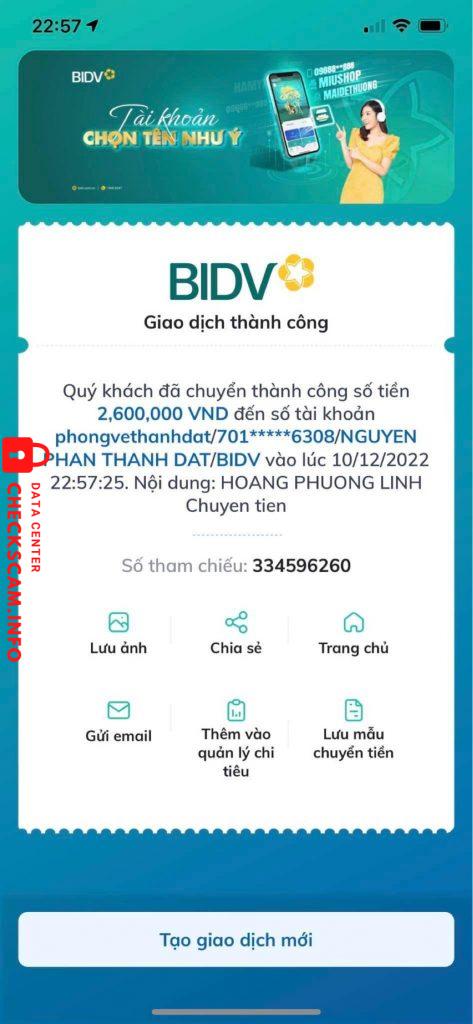 22:57
BIDV
Tài khoản
CHỌN TÊN NHƯ Ý
09888**888
MIUSHOP
MAIDETHUONG
BIDV
Giao dịch thành công
Quý khách đã chuyển thành công số tiền
2,600,000 VND đến số tài khoản
phongvethanhdat/701*****6308/NGUYEN
PHAN THANH DAT/BIDV vào lúc 10/12/2022
22:57:25. Nội dung: HOANG PHUONG LINH
Chuyen tien
Số tham chiếu: 334596260
Lưu ảnh
Chia sẻ
Trang chủ
Gửi email
Thêm vào
quản lý chi
tiêu
Lưu mẫu
chuyển tiền
Tạo giao dịch mới
DATA CENTER
CHECKSCAM.INFO